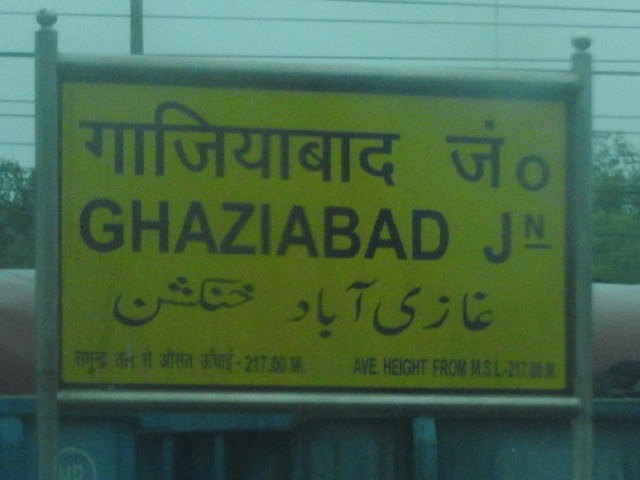 गाजियाबाद जं०
GHAZIABAD JN
غازی آباد جنکشن
समुन्द्र तल से औसत ऊँचाई - 217.00 M.
AVE. HEIGHT FROM M.S.L.-217.00 M.